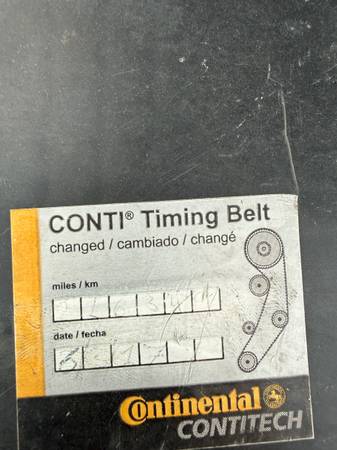 CONTI® Timing Belt
changed / cambiado / changé
miles / km
date / fecha
Continental
CONTITECH